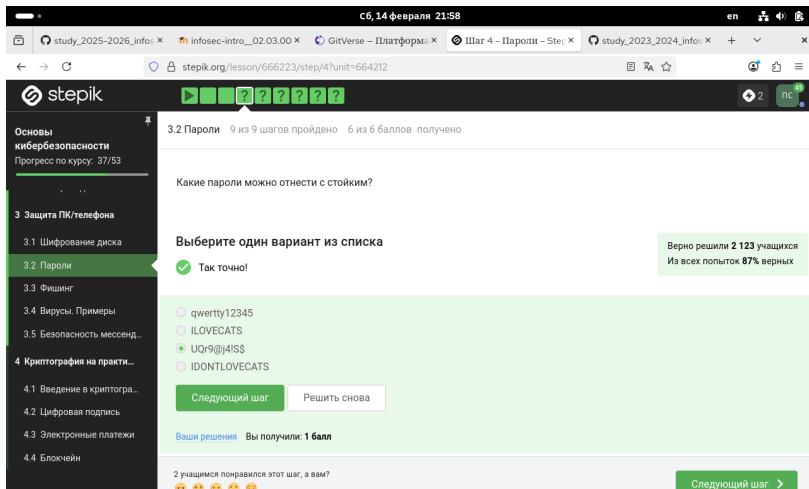 Сб, 14 февраля 21:58
en
study_2025-2026_infos
infosec-intro__02.03.00
GitVerse – Платформа
Шаг 4 – Пароли – Step
study_2023_2024_infos
stepik.org/lesson/666223/step/4?unit=664212
stepik
? ? ? ? ? ?
2
ПС
45
Основы кибербезопасности
Прогресс по курсу: 37/53
3.2 Пароли 9 из 9 шагов пройдено 6 из 6 баллов получено
Какие пароли можно отнести с стойким?
3 Защита ПК/телефона
3.1 Шифрование диска
3.2 Пароли
3.3 Фишинг
3.4 Вирусы. Примеры
3.5 Безопасность мессенд...
4 Криптография на практи...
4.1 Введение в криптогра...
4.2 Цифровая подпись
4.3 Электронные платежи
4.4 Блокчейн
Выберите один вариант из списка
Так точно!
Верно решили 2 123 учащихся
Из всех попыток 87% верных
qwertty12345
ILOVECATS
UQr9@j4!S$
IDONTLOVECATS
Следующий шаг
Решить снова
Ваши решения Вы получили: 1 балл
2 учащимся понравился этот шаг, а вам?
Следующий шаг